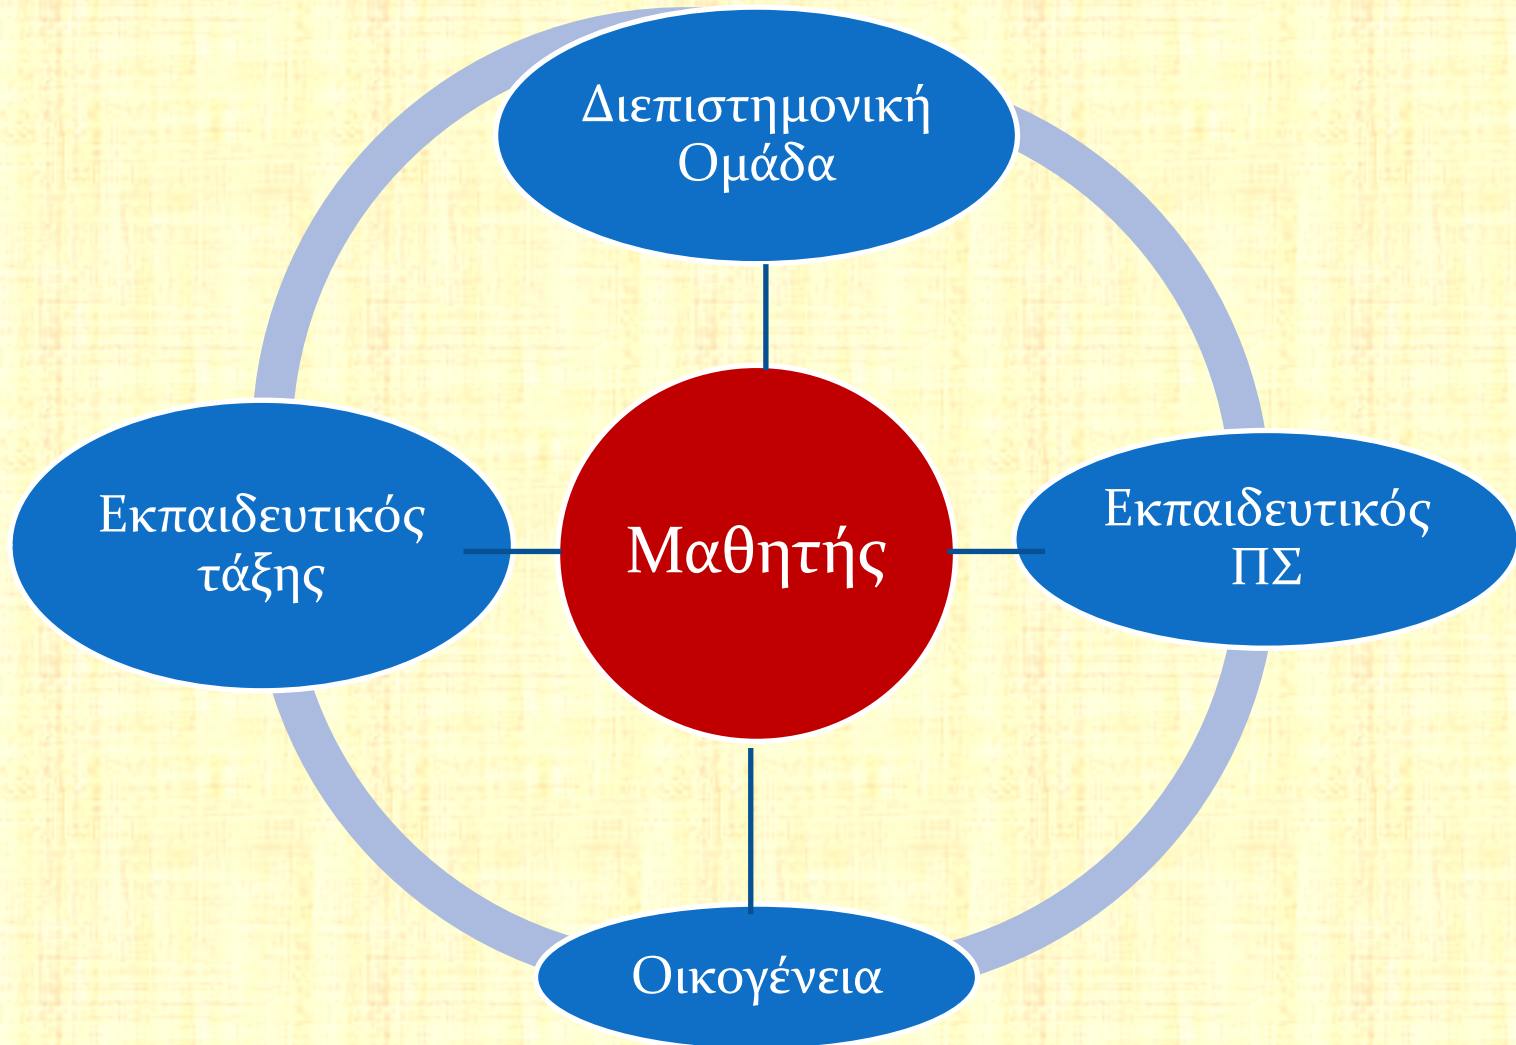 Διεπιστημονική
Ομάδα
Εκπαιδευτικός
τάξης
Μαθητής
Εκπαιδευτικός
ΠΣ
Οικογένεια